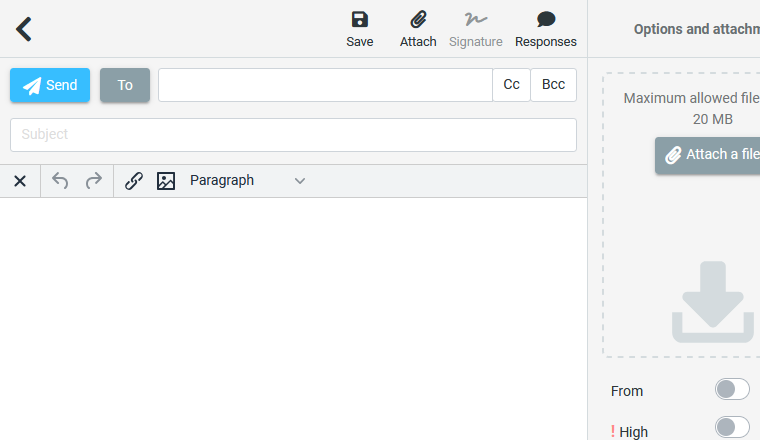 Save
Attach
Signature
Responses
Options and attachm
Send
To
Cc
Bcc
Subject
Maximum allowed file
20 MB
Attach a file
Paragraph
From
! High